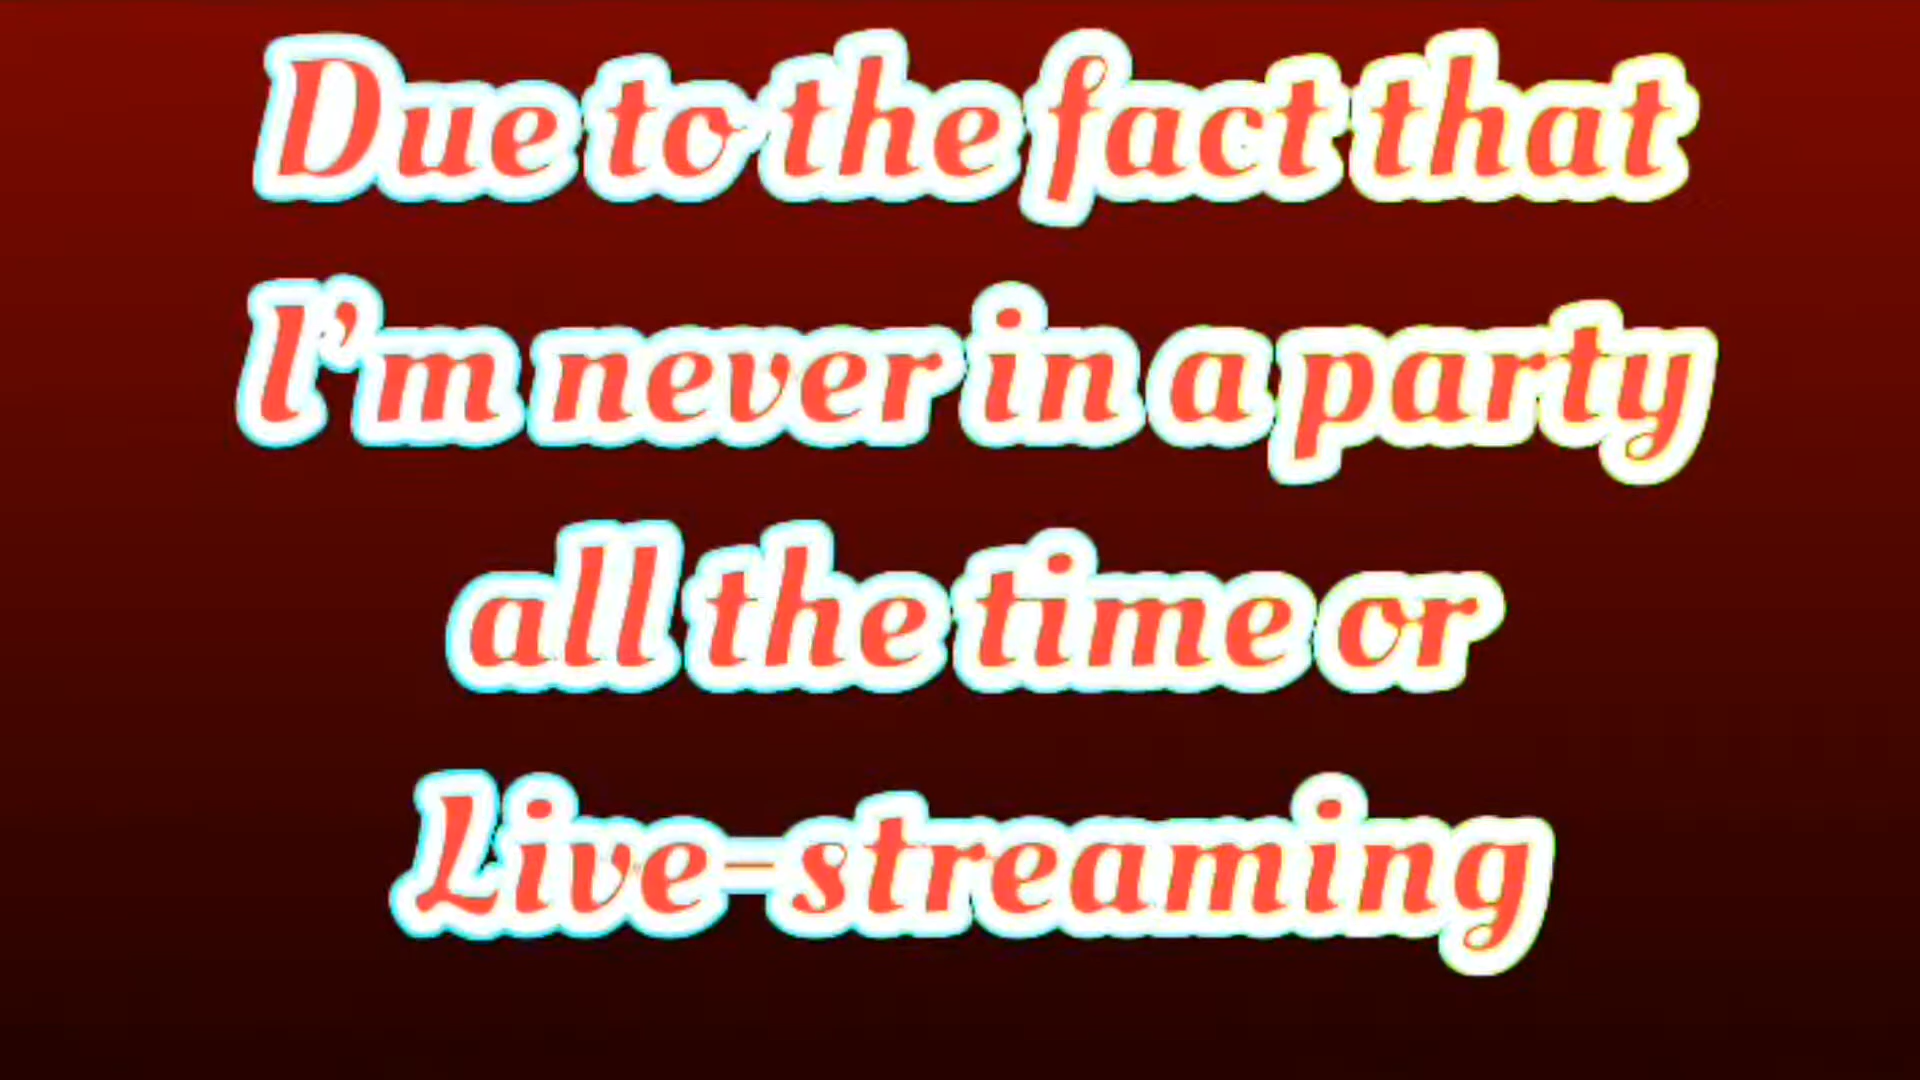 Due to the fact that
I'm never in a party
all the time or
Live-streaming